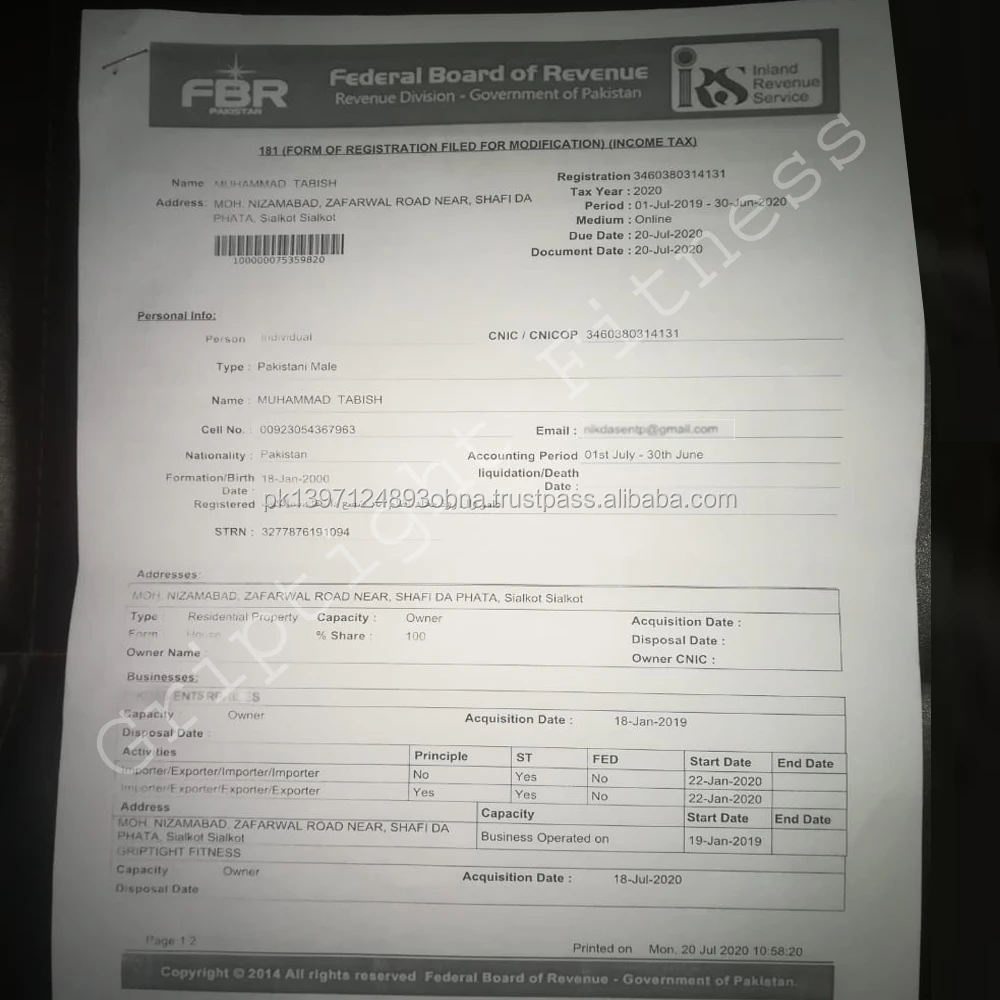 FBR
PAKISTAN
Federal Board of Revenue
Revenue Division - Government of Pakistan
iRS
Inland
Revenue
Service
181 (FORM OF REGISTRATION FILED FOR MODIFICATION) (INCOME TAX)
Name: MUHAMMAD TABISH
Address: MOH. NIZAMABAD, ZAFARWAL ROAD NEAR, SHAFI DA
PHATA, Sialkot Sialkot
100000075359820
Registration 3460380314131
Tax Year : 2020
Period : 01-Jul-2019 - 30-Jun-2020
Medium : Online
Due Date : 20-Jul-2020
Document Date : 20-Jul-2020
Personal Info:
Person Individual CNIC / CNICOP 3460380314131
Type : Pakistani Male
Name : MUHAMMAD TABISH
Cell No. : 00923054367963 Email : nikdasentp@gmail.com
Nationality : Pakistan Accounting Period 01st July - 30th June
Formation/Birth 18-Jan-2000 liquidation/Death
Date : Date :
pk1397124893obna.trustpass.alibaba.com
Registered
STRN : 3277876191094
Addresses:
MOH. NIZAMABAD, ZAFARWAL ROAD NEAR, SHAFI DA PHATA, Sialkot Sialkot
Type : Residential Property Capacity : Owner Acquisition Date :
Form House % Share : 100 Disposal Date :
Owner Name : Owner CNIC :
Businesses:
ENTERPRISES
Capacity Owner Acquisition Date : 18-Jan-2019
Disposal Date :
Activities Principle ST FED Start Date End Date
Importer/Exporter/Importer/Importer No Yes No 22-Jan-2020
Importer/Exporter/Exporter/Exporter Yes Yes No 22-Jan-2020
Address Capacity Start Date End Date
MOH. NIZAMABAD, ZAFARWAL ROAD NEAR, SHAFI DA Business Operated on 19-Jan-2019
PHATA, Sialkot Sialkot
GRIPTIGHT FITNESS
Capacity Owner Acquisition Date : 18-Jul-2020
Disposal Date
Page 1 2
Printed on Mon, 20 Jul 2020 10:58:20
Copyright © 2014 All rights reserved Federal Board of Revenue - Government of Pakistan.
Griptight Fitness